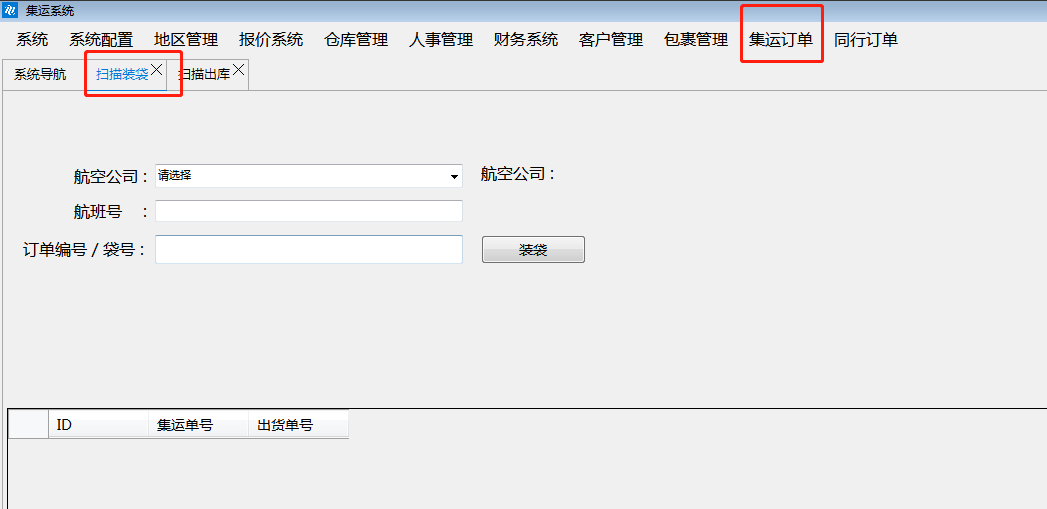 集运系统
系统 系统配置 地区管理 报价系统 仓库管理 人事管理 财务系统 客户管理 包裹管理 集运订单 同行订单
系统导航 扫描装袋 扫描出库
航空公司： 请选择 航空公司：
航班号 ：
订单编号 / 袋号： 装袋
ID 集运单号 出货单号